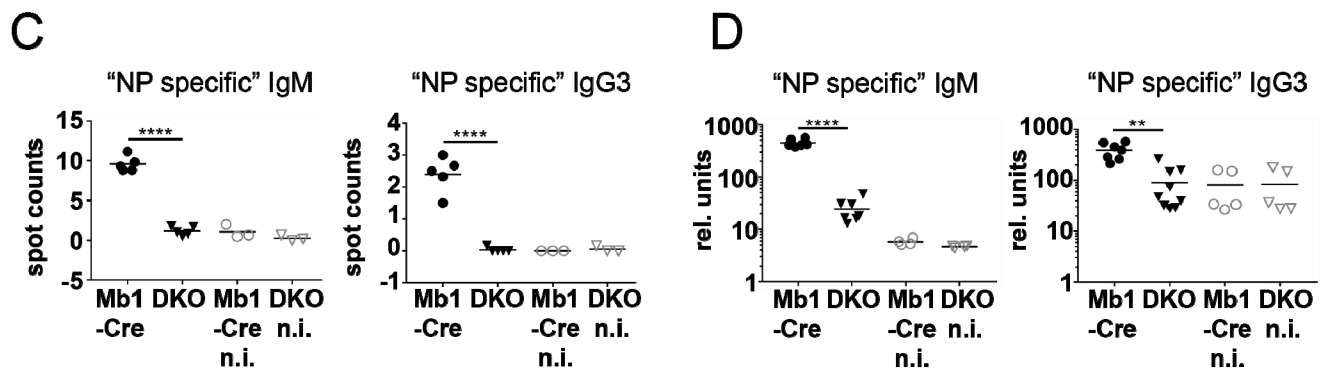 C
D
“NP specific” IgM
“NP specific” IgG3
“NP specific” IgM
“NP specific” IgG3
spot counts
15
10
5
0
-5
****
Mb1 DKO Mb1 DKO
-Cre -Cre n.i.
n.i.
spot counts
4
3
2
1
0
-1
****
Mb1 DKO Mb1 DKO
-Cre -Cre n.i.
n.i.
rel. units
1000
100
10
1
****
Mb1 DKO Mb1 DKO
-Cre -Cre n.i.
n.i.
rel. units
1000
100
10
1
**
Mb1 DKO Mb1 DKO
-Cre -Cre n.i.
n.i.